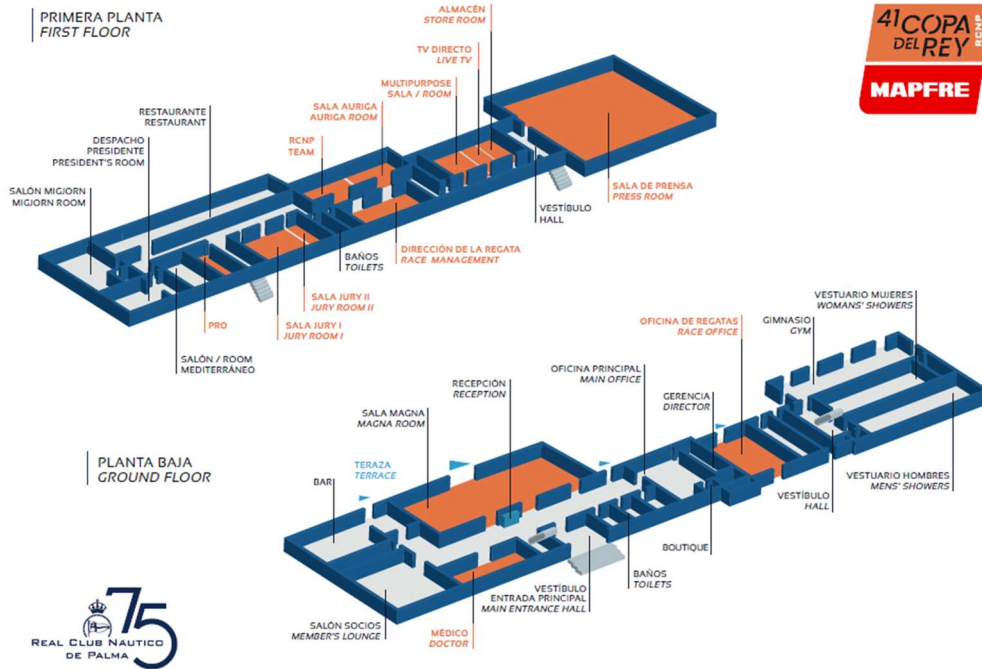 PRIMERA PLANTA
FIRST FLOOR
ALMACÉN
STORE ROOM
TV DIRECTO
LIVE TV
MULTIPURPOSE
SALA / ROOM
SALA AURIGA
AURIGA ROOM
RCNP
TEAM
RESTAURANTE
RESTAURANT
DESPACHO
PRESIDENTE
PRESIDENT'S ROOM
SALÓN MIGJORN
MIGJORN ROOM
41 COPA
DEL REY
RCNP
MAPFRE
SALA DE PRENSA
PRESS ROOM
VESTÍBULO
HALL
DIRECCIÓN DE LA REGATA
RACE MANAGEMENT
BAÑOS
TOILETS
SALA JURY II
JURY ROOM II
SALA JURY I
JURY ROOM I
PRO
SALÓN / ROOM
MEDITERRÁNEO
PLANTA BAJA
GROUND FLOOR
VESTUARIO MUJERES
WOMANS' SHOWERS
GIMNASIO
GYM
OFICINA DE REGATAS
RACE OFFICE
GERENCIA
DIRECTOR
OFICINA PRINCIPAL
MAIN OFFICE
RECEPCIÓN
RECEPTION
SALA MAGNA
MAGNA ROOM
TERAZA
TERRACE
BAR
VESTUARIO HOMBRES
MENS' SHOWERS
VESTÍBULO
HALL
BOUTIQUE
BAÑOS
TOILETS
VESTÍBULO
ENTRADA PRINCIPAL
MAIN ENTRANCE HALL
MÉDICO
DOCTOR
SALÓN SOCIOS
MEMBER'S LOUNGE
75
REAL CLUB NÁUTICO
DE PALMA